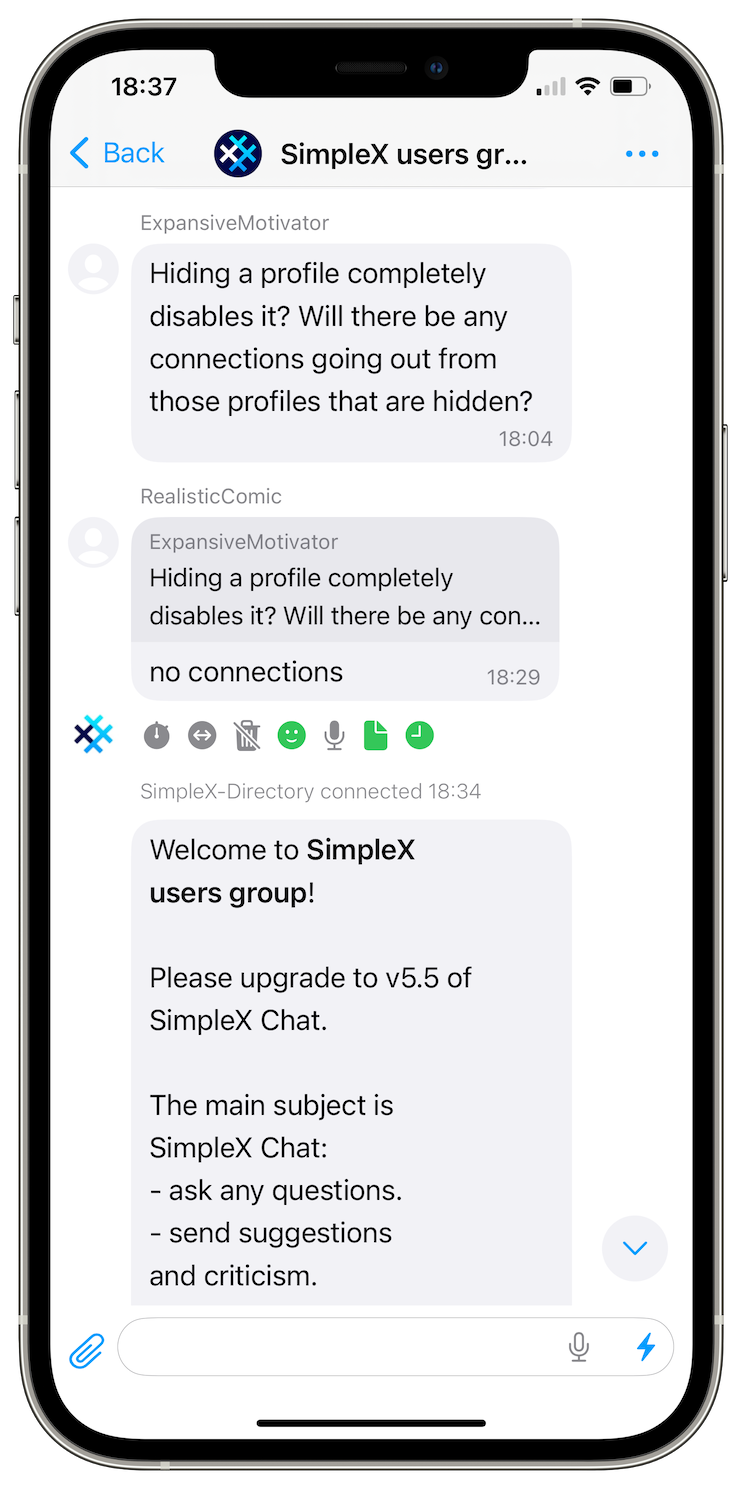 18:37
Back
SimpleX users gr...
ExpansiveMotivator
Hiding a profile completely
disables it? Will there be any
connections going out from
those profiles that are hidden?
18:04
RealisticComic
ExpansiveMotivator
Hiding a profile completely
disables it? Will there be any con...
no connections
18:29
SimpleX-Directory connected 18:34
Welcome to SimpleX
users group!
Please upgrade to v5.5 of
SimpleX Chat.
The main subject is
SimpleX Chat:
- ask any questions.
- send suggestions
and criticism.